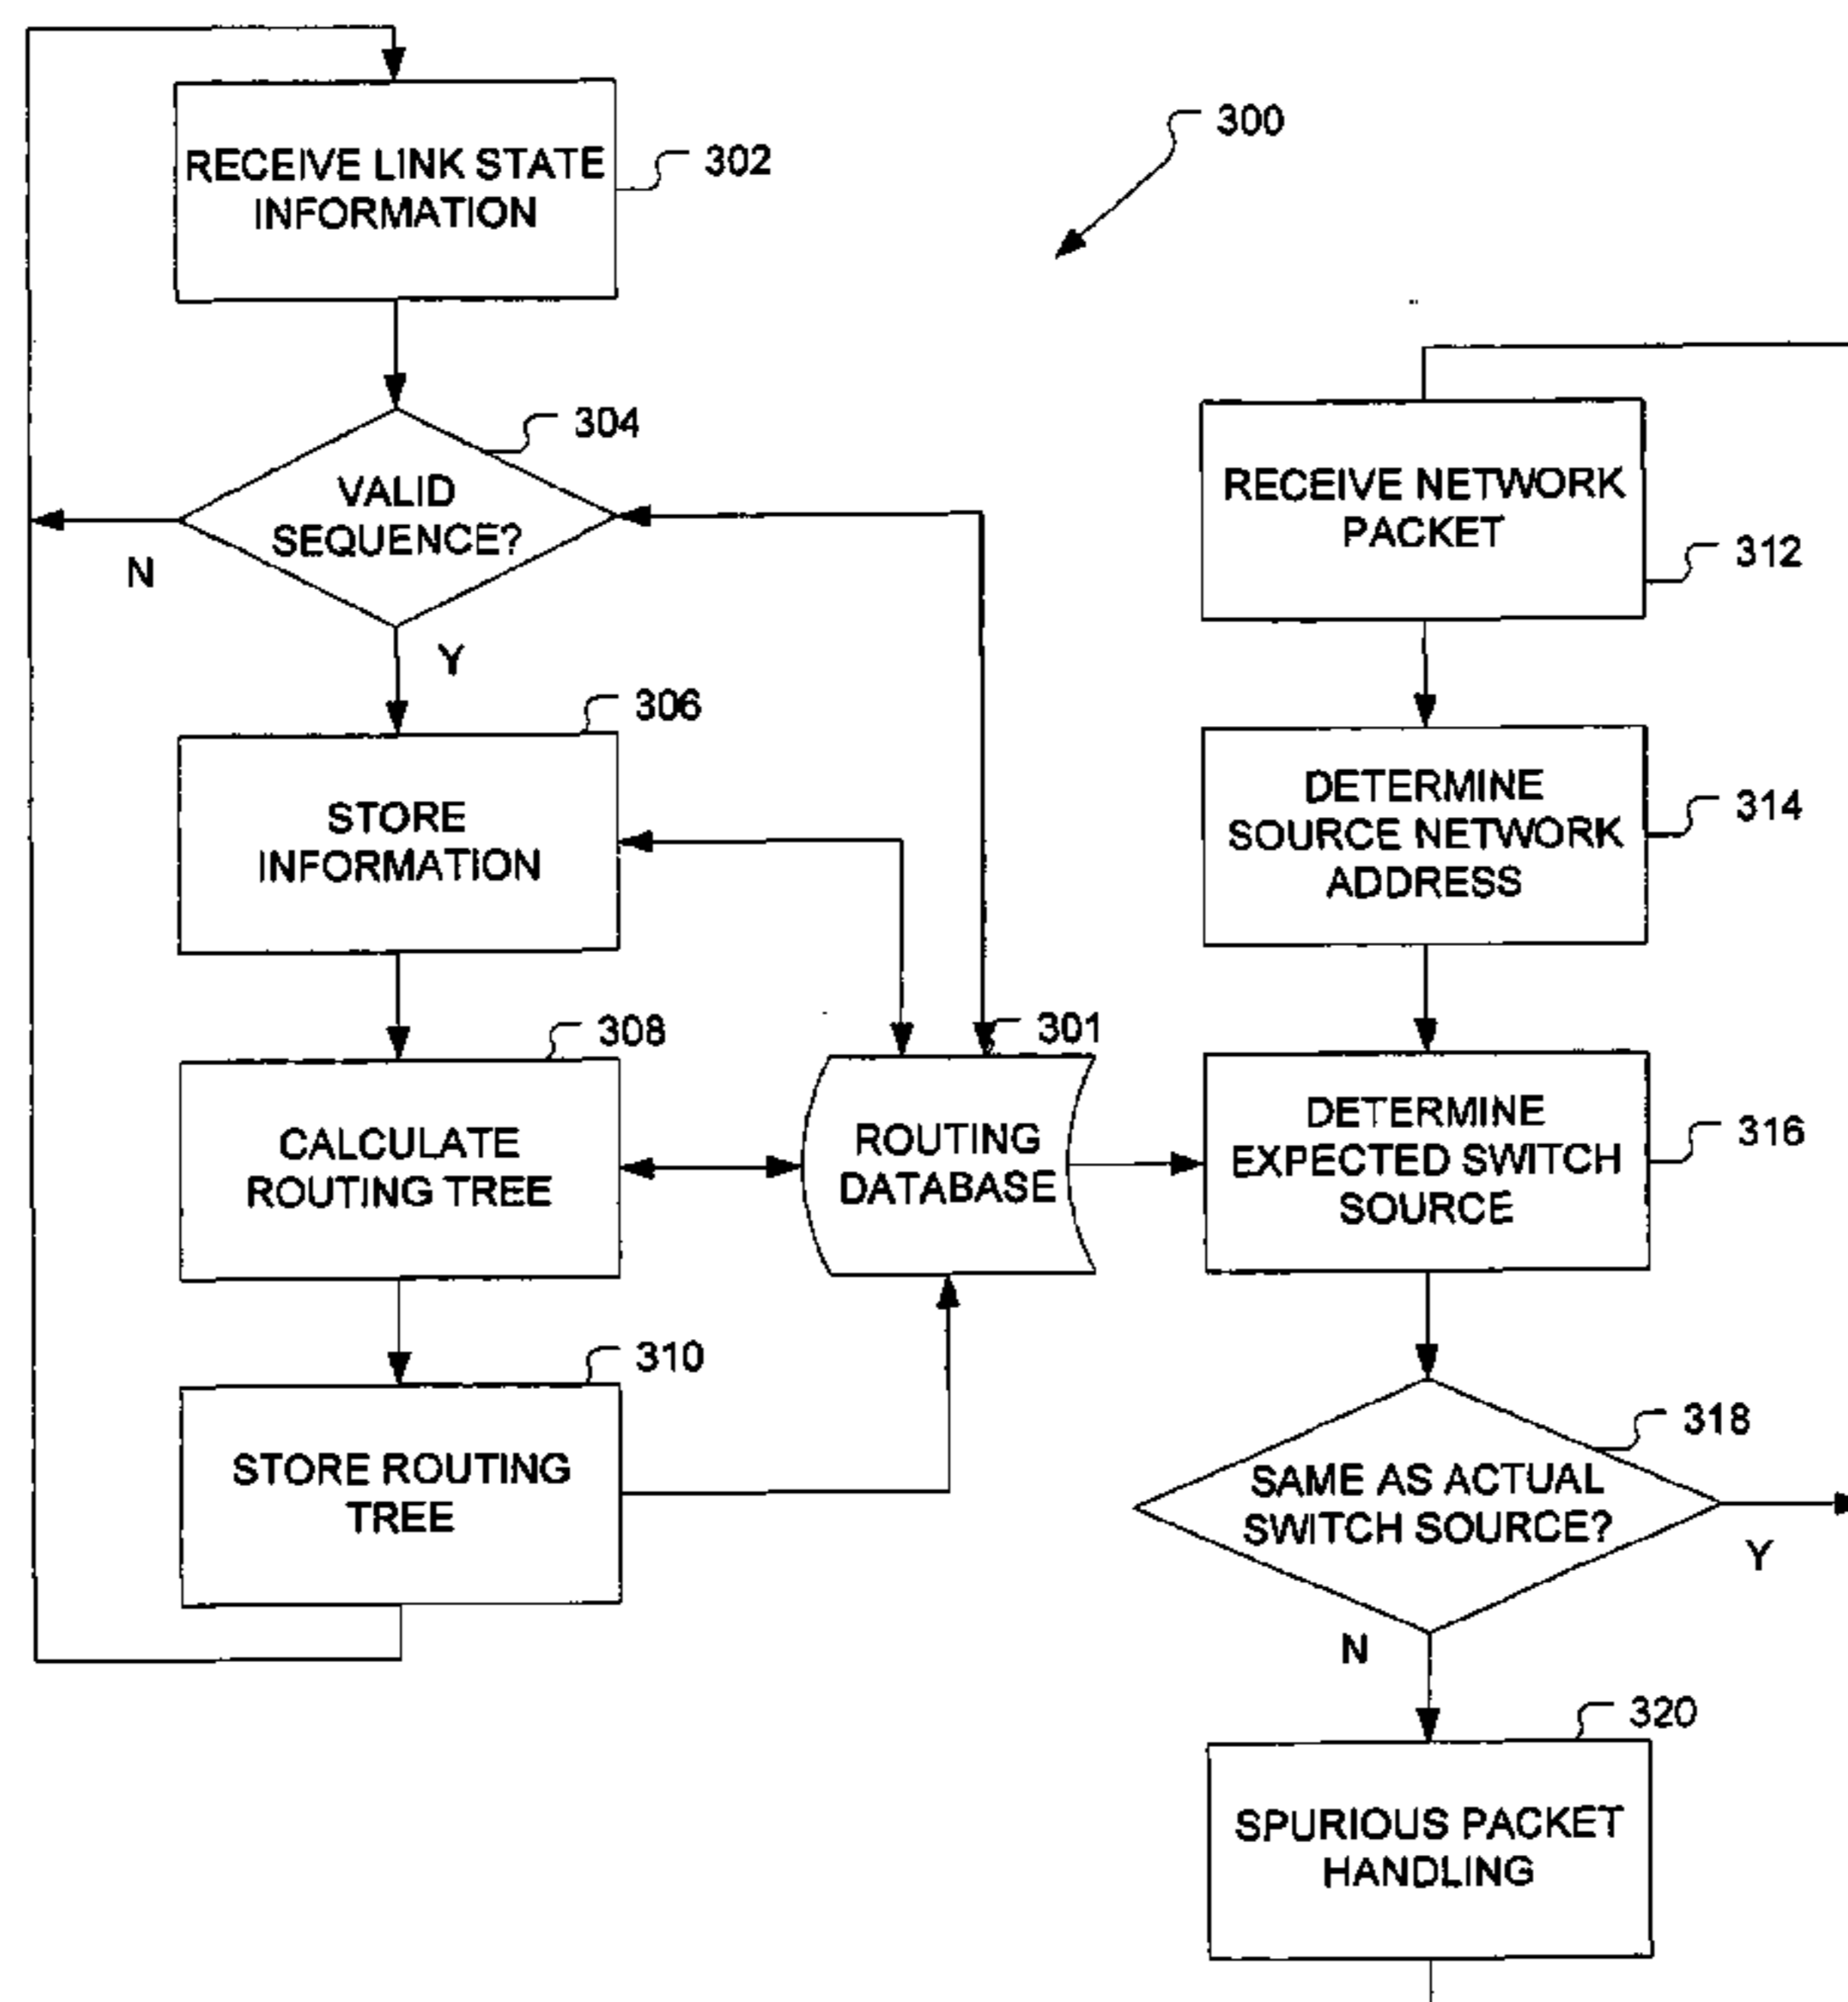 300
RECEIVE LINK STATE
INFORMATION
302
VALID
SEQUENCE?
304
N
Y
STORE
INFORMATION
306
CALCULATE
ROUTING TREE
308
STORE ROUTING
TREE
310
ROUTING
DATABASE
301
RECEIVE NETWORK
PACKET
312
DETERMINE
SOURCE NETWORK
ADDRESS
314
DETERMINE
EXPECTED SWITCH
SOURCE
316
SAME AS ACTUAL
SWITCH SOURCE?
318
Y
N
SPURIOUS PACKET
HANDLING
320